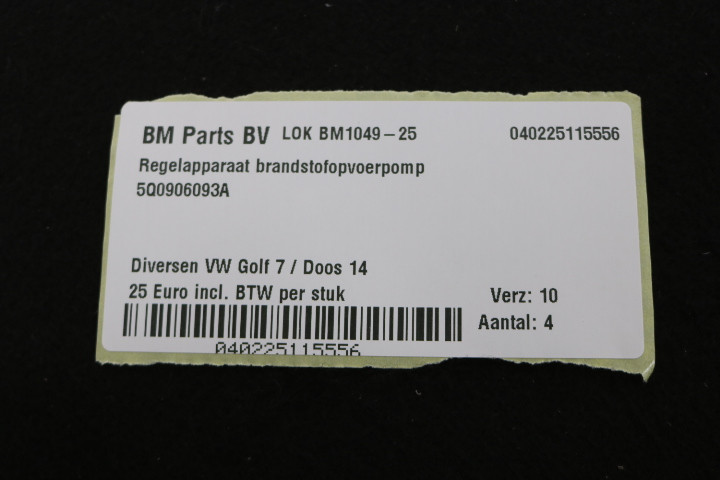 BM Parts BV LOK BM1049-25 040225115556
Regelapparaat brandstofopvoerpomp
5Q0906093A
Diversen VW Golf 7 / Doos 14
25 Euro incl. BTW per stuk Verz: 10
Aantal: 4
040225115556